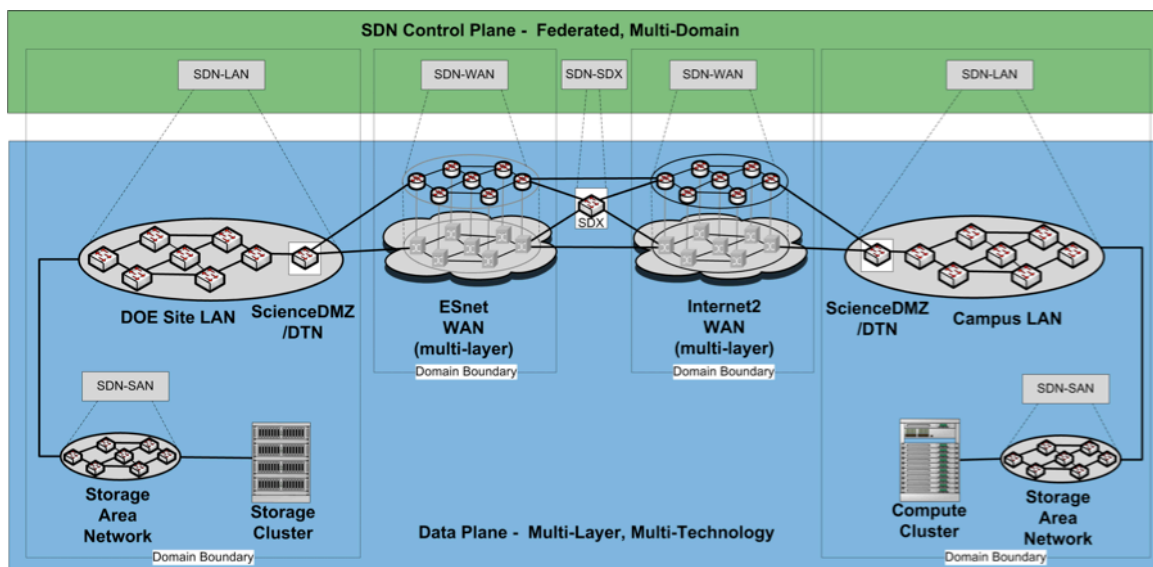 SDN Control Plane - Federated, Multi-Domain
SDN-LAN
SDN-WAN
SDN-SDX
SDN-WAN
SDN-LAN
SDX
DOE Site LAN
ScienceDMZ
/DTN
ESnet
WAN
(multi-layer)
Domain Boundary
Internet2
WAN
(multi-layer)
Domain Boundary
ScienceDMZ
/DTN
Campus LAN
SDN-SAN
Storage
Area
Network
Storage
Cluster
Domain Boundary
Data Plane - Multi-Layer, Multi-Technology
SDN-SAN
Compute
Cluster
Storage
Area
Network
Domain Boundary